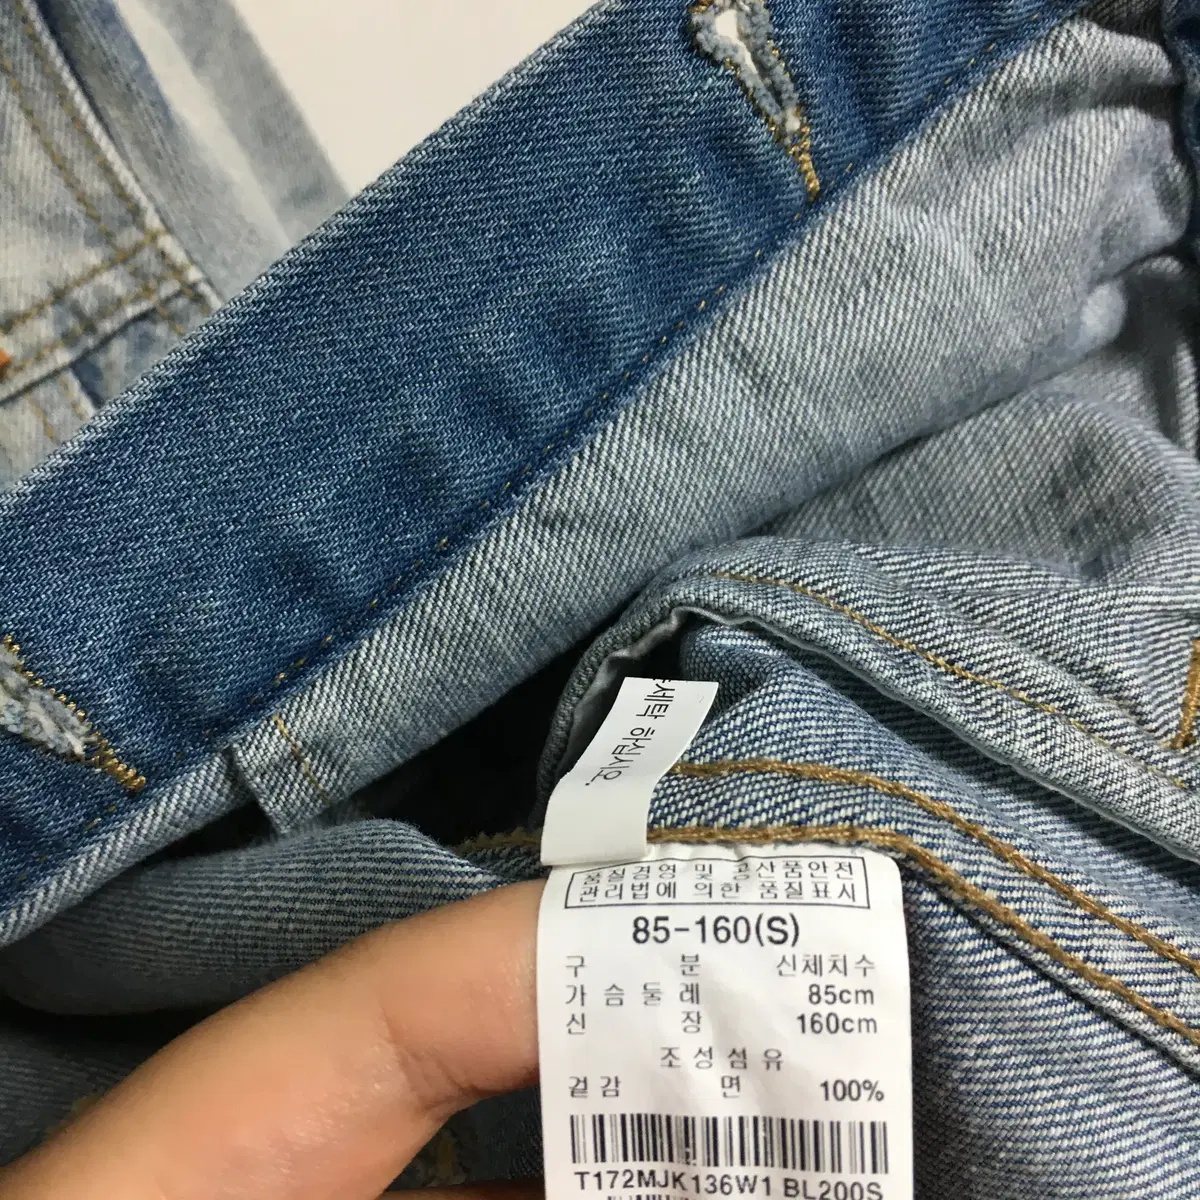 세탁 하십시오.
품질경영 및 공산품안전
관리법에 의한 품질표시
85-160(S)
구 분 신체치수
가슴둘레 85cm
신 장 160cm
조성섬유
겉감 면 100%
T172MJK136W1 BL200S